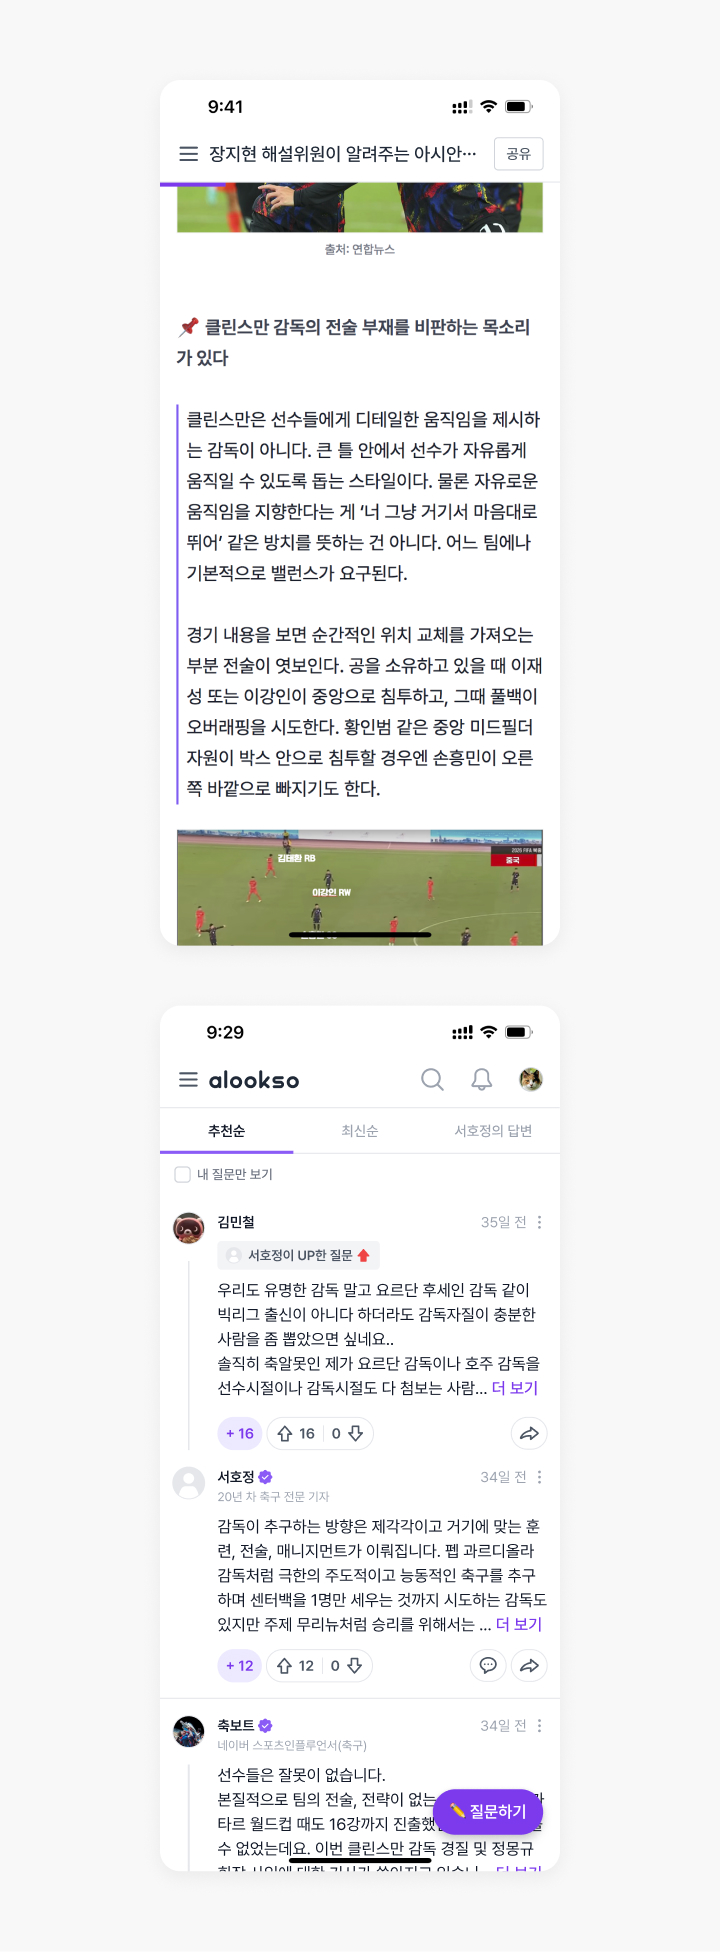 9:41
장지현 해설위원이 알려주는 아시안…
공유
출처: 연합뉴스
📌 클린스만 감독의 전술 부재를 비판하는 목소리
가 있다
클린스만은 선수들에게 디테일한 움직임을 제시하
는 감독이 아니다. 큰 틀 안에서 선수가 자유롭게
움직일 수 있도록 돕는 스타일이다. 물론 자유로운
움직임을 지향한다는 게 ‘너 그냥 거기서 마음대로
뛰어’ 같은 방치를 뜻하는 건 아니다. 어느 팀에나
기본적으로 밸런스가 요구된다.
경기 내용을 보면 순간적인 위치 교체를 가져오는
부분 전술이 엿보인다. 공을 소유하고 있을 때 이재
성 또는 이강인이 중앙으로 침투하고, 그때 풀백이
오버래핑을 시도한다. 황인범 같은 중앙 미드필더
자원이 박스 안으로 침투할 경우엔 손흥민이 오른
쪽 바깥으로 빠지기도 한다.
2026 FIFA 북중
중국
김태환 RB
이강인 RW
9:29
alookso
추천순
최신순
서호정의 답변
내 질문만 보기
김민철
35일 전
서호정이 UP한 질문
우리도 유명한 감독 말고 요르단 후세인 감독 같이
빅리그 출신이 아니다 하더라도 감독자질이 충분한
사람을 좀 뽑았으면 싶네요..
솔직히 축알못인 제가 요르단 감독이나 호주 감독을
선수시절이나 감독시절도 다 첨보는 사람... 더 보기
+ 16
16
0
서호정
34일 전
20년 차 축구 전문 기자
감독이 추구하는 방향은 제각각이고 거기에 맞는 훈
련, 전술, 매니지먼트가 이뤄집니다. 펩 과르디올라
감독처럼 극한의 주도적이고 능동적인 축구를 추구
하며 센터백을 1명만 세우는 것까지 시도하는 감독도
있지만 주제 무리뉴처럼 승리를 위해서는 ... 더 보기
+ 12
12
0
축보트
34일 전
네이버 스포츠인플루언서(축구)
선수들은 잘못이 없습니다.
본질적으로 팀의 전술, 전략이 없는
타르 월드컵 때도 16강까지 진출했
수 없었는데요. 이번 클린스만 감독 경질 및 정몽규
✏️ 질문하기